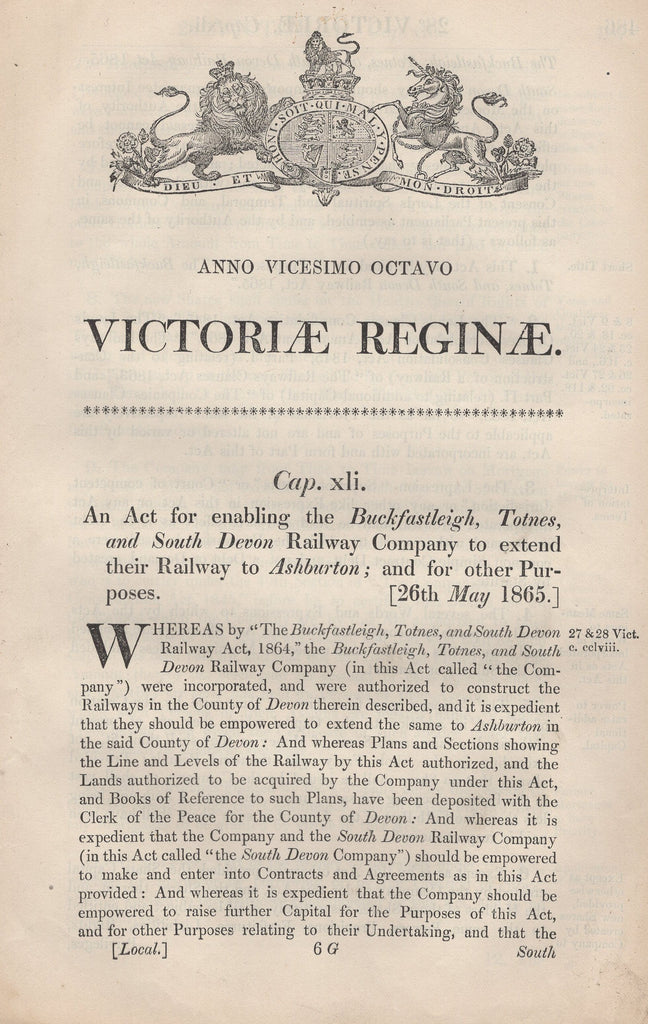 HONI · SOIT · QUI · MAL · Y · PENSE
DIEU · ET MON · DROIT
ANNO VICESIMO OCTAVO
VICTORIÆ REGINÆ.
Cap. xli.
An Act for enabling the Buckfastleigh, Totnes,
and South Devon Railway Company to extend
their Railway to Ashburton; and for other Pur-
poses. [26th May 1865.]
WHEREAS by "The Buckfastleigh, Totnes, and South Devon 27 & 28 Vict.
Railway Act, 1864," the Buckfastleigh, Totnes, and South c. cclviii.
Devon Railway Company (in this Act called "the Com-
pany") were incorporated, and were authorized to construct the
Railways in the County of Devon therein described, and it is expedient
that they should be empowered to extend the same to Ashburton in
the said County of Devon: And whereas Plans and Sections showing
the Line and Levels of the Railway by this Act authorized, and the
Lands authorized to be acquired by the Company under this Act,
and Books of Reference to such Plans, have been deposited with the
Clerk of the Peace for the County of Devon: And whereas it is
expedient that the Company and the South Devon Railway Company
(in this Act called "the South Devon Company") should be empowered
to make and enter into Contracts and Agreements as in this Act
provided: And whereas it is expedient that the Company should be
empowered to raise further Capital for the Purposes of this Act,
and for other Purposes relating to their Undertaking, and that the
[Local.] 6 G South